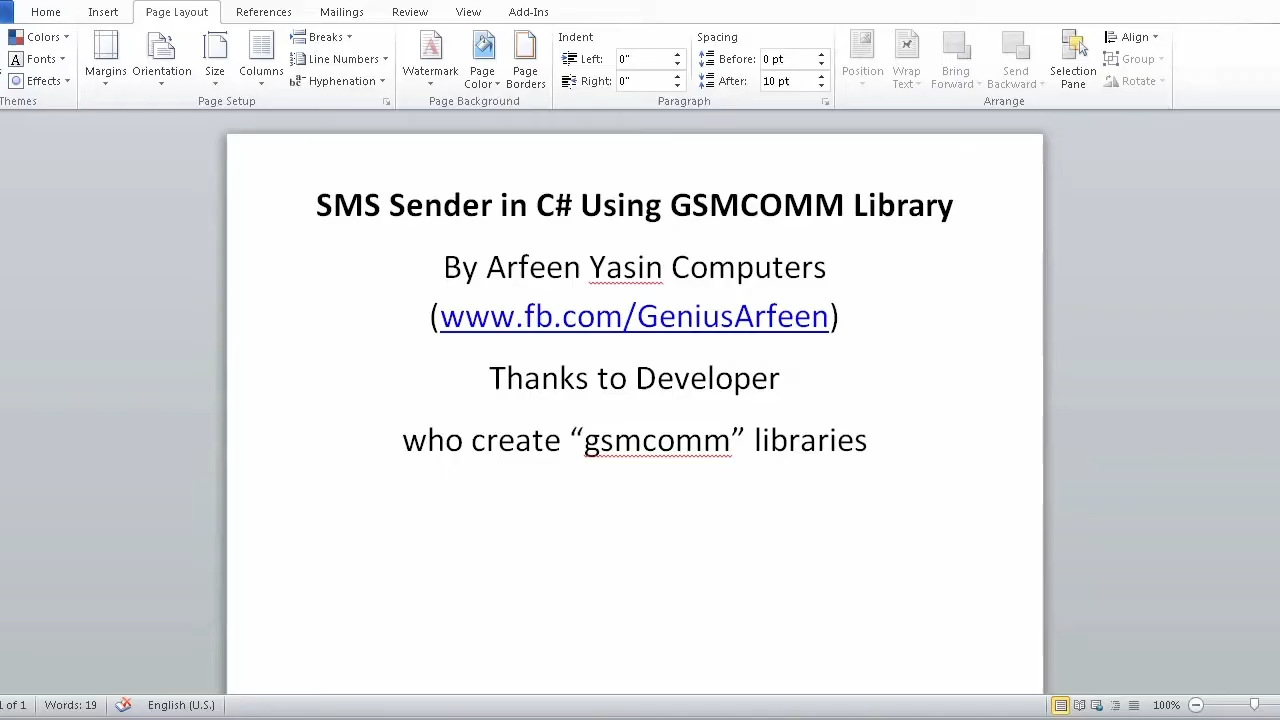 Home Insert Page Layout References Mailings Review View Add-Ins
Colors Breaks Indent Spacing Align
Fonts Line Numbers Left: 0" Before: 0 pt Group
Effects Margins Orientation Size Columns Hyphenation Watermark Page Color Page Borders Right: 0" After: 10 pt Position Wrap Text Bring Forward Send Backward Selection Pane Rotate
Themes Page Setup Page Background Paragraph Arrange
SMS Sender in C# Using GSMCOMM Library
By Arfeen Yasin Computers
(www.fb.com/GeniusArfeen)
Thanks to Developer
who create “gsmcomm” libraries
1 of 1 Words: 19 English (U.S.) 100%